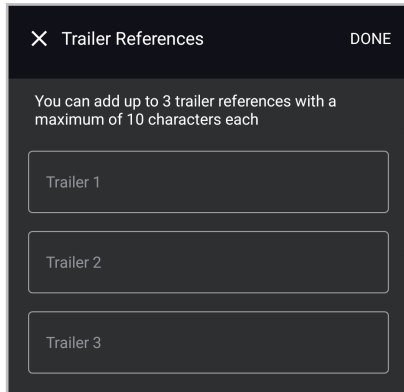 Trailer References
DONE
You can add up to 3 trailer references with a
maximum of 10 characters each
Trailer 1
Trailer 2
Trailer 3